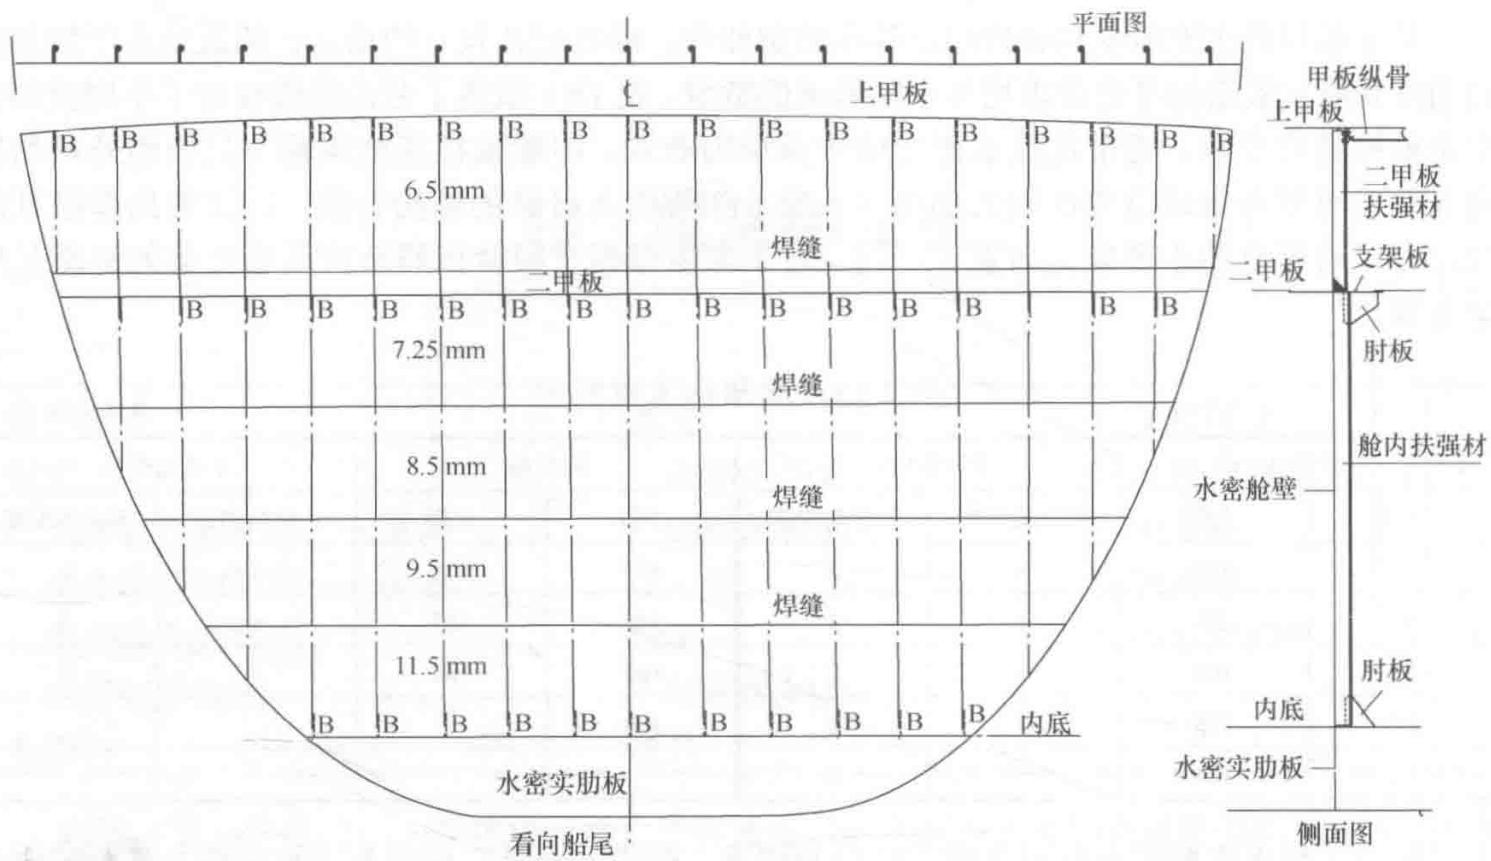 平面图
℄
上甲板
B B B B B B B B B B B B B B B B B B B
6.5 mm
焊缝
二甲板
B B B B B B B B B B B B B B B
7.25 mm
焊缝
8.5 mm
焊缝
9.5 mm
焊缝
11.5 mm
B B B B B B B B B B B
内底
水密实肋板
看向船尾
甲板纵骨
上甲板
二甲板
扶强材
支架板
二甲板
肘板
舱内扶强材
水密舱壁
肘板
内底
水密实肋板
侧面图